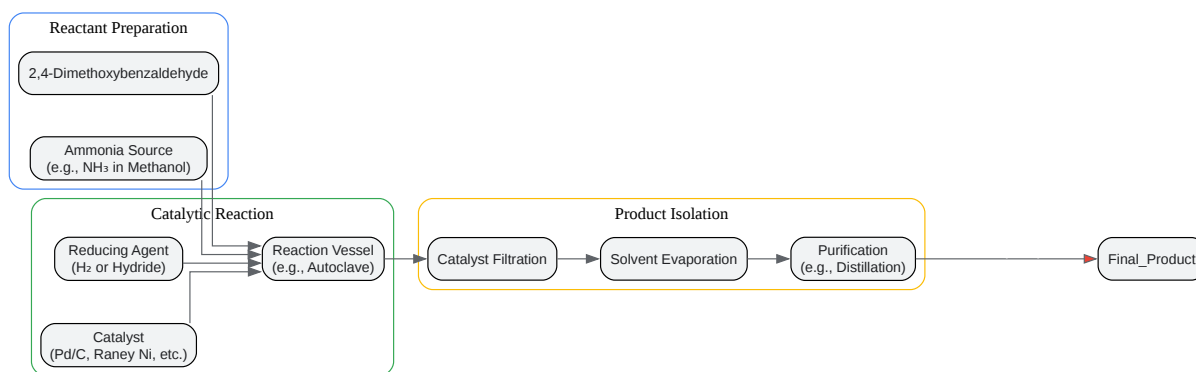 Reactant Preparation
2,4-Dimethoxybenzaldehyde
Ammonia Source
(e.g., NH₃ in Methanol)
Catalytic Reaction
Reducing Agent
(H₂ or Hydride)
Reaction Vessel
(e.g., Autoclave)
Catalyst
(Pd/C, Raney Ni, etc.)
Product Isolation
Catalyst Filtration
Solvent Evaporation
Purification
(e.g., Distillation)
Final_Product